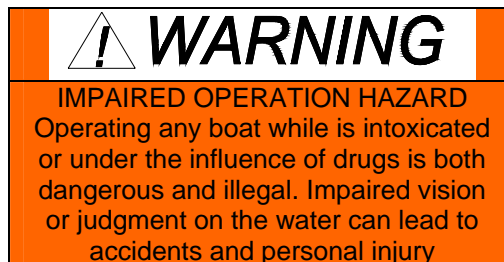 WARNING
IMPAIRED OPERATION HAZARD
Operating any boat while is intoxicated
or under the influence of drugs is both
dangerous and illegal. Impaired vision
or judgment on the water can lead to
accidents and personal injury